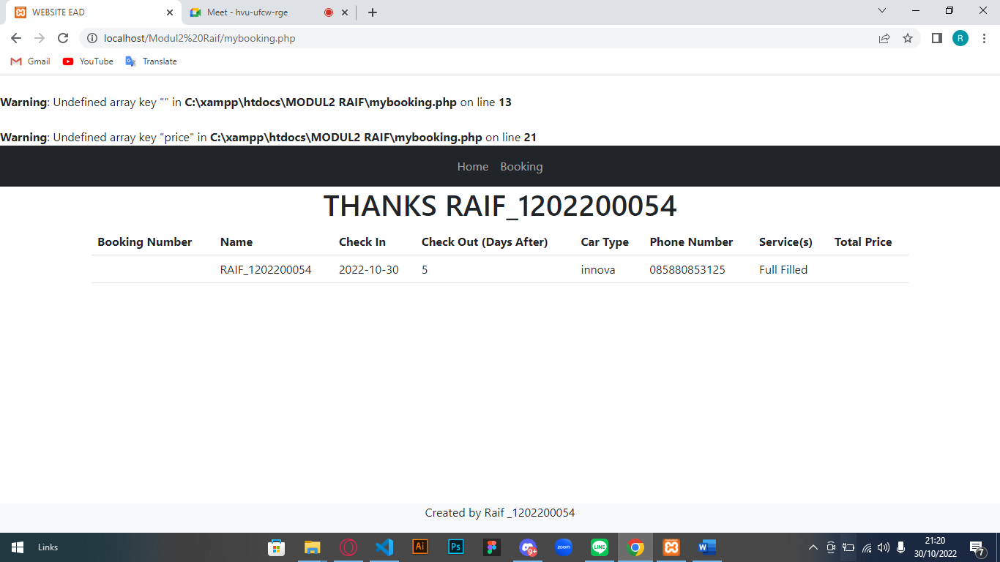 WEBSITE EAD
Meet - hvu-ufcw-rge
localhost/Modul2%20Raif/mybooking.php
R
Gmail YouTube Translate
Warning: Undefined array key "" in C:\xampp\htdocs\MODUL2 RAIF\mybooking.php on line 13
Warning: Undefined array key "price" in C:\xampp\htdocs\MODUL2 RAIF\mybooking.php on line 21
Home Booking
THANKS RAIF_1202200054
Booking Number Name Check In Check Out (Days After) Car Type Phone Number Service(s) Total Price
RAIF_1202200054 2022-10-30 5 innova 085880853125 Full Filled
Created by Raif _1202200054
Links Ai Ps 9+ zoom LINE W 21:20
30/10/2022 7